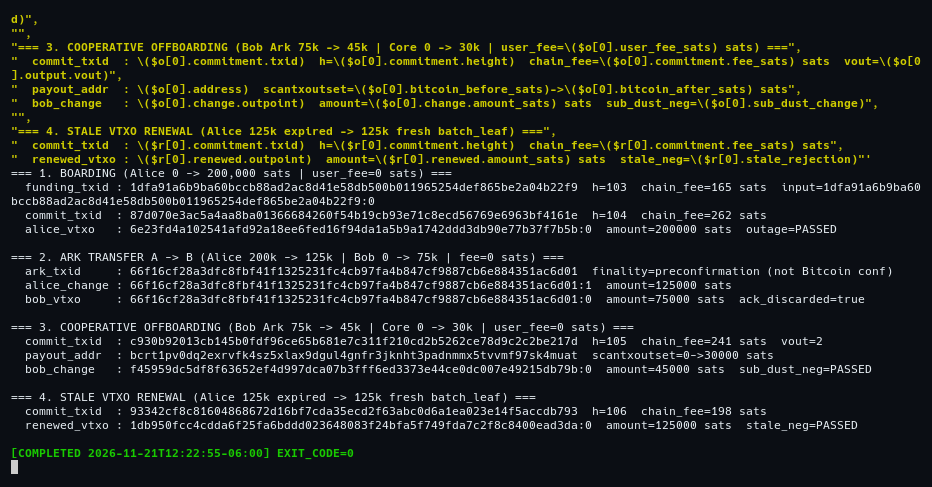 d)",
"",
"=== 3. COOPERATIVE OFFBOARDING (Bob Ark 75k -> 45k | Core 0 -> 30k | user_fee=\($o[0].user_fee_sats) sats) ===",
"  commit_txid  : \($o[0].commitment.txid)  h=\($o[0].commitment.height)  chain_fee=\($o[0].commitment.fee_sats) sats  vout=\($o[0
].output.vout)",
"  payout_addr  : \($o[0].address)  scantxoutset=\($o[0].bitcoin_before_sats)->\($o[0].bitcoin_after_sats) sats",
"  bob_change   : \($o[0].change.outpoint)  amount=\($o[0].change.amount_sats) sats  sub_dust_neg=\($o[0].sub_dust_change)",
"",
"=== 4. STALE VTXO RENEWAL (Alice 125k expired -> 125k fresh batch_leaf) ===",
"  commit_txid  : \($r[0].commitment.txid)  h=\($r[0].commitment.height)  chain_fee=\($r[0].commitment.fee_sats) sats",
"  renewed_vtxo : \($r[0].renewed.outpoint)  amount=\($r[0].renewed.amount_sats) sats  stale_neg=\($r[0].stale_rejection)"'
=== 1. BOARDING (Alice 0 -> 200,000 sats | user_fee=0 sats) ===
  funding_txid : 1dfa91a6b9ba60bccb88ad2ac8d41e58db500b011965254def865be2a04b22f9  h=103  chain_fee=165 sats  input=1dfa91a6b9ba60
bccb88ad2ac8d41e58db500b011965254def865be2a04b22f9:0
  commit_txid  : 87d070e3ac5a4aa8ba01366684260f54b19cb93e71c8ecd56769e6963bf4161e  h=104  chain_fee=262 sats
  alice_vtxo   : 6e23fd4a102541afd92a18ee6fed16f94da1a5b9a1742ddd3db90e77b37f7b5b:0  amount=200000 sats  outage=PASSED

=== 2. ARK TRANSFER A -> B (Alice 200k -> 125k | Bob 0 -> 75k | fee=0 sats) ===
  ark_txid     : 66f16cf28a3dfc8fbf41f1325231fc4cb97fa4b847cf9887cb6e884351ac6d01  finality=preconfirmation (not Bitcoin conf)
  alice_change : 66f16cf28a3dfc8fbf41f1325231fc4cb97fa4b847cf9887cb6e884351ac6d01:1  amount=125000 sats
  bob_vtxo     : 66f16cf28a3dfc8fbf41f1325231fc4cb97fa4b847cf9887cb6e884351ac6d01:0  amount=75000 sats  ack_discarded=true

=== 3. COOPERATIVE OFFBOARDING (Bob Ark 75k -> 45k | Core 0 -> 30k | user_fee=0 sats) ===
  commit_txid  : c930b92013cb145b0fdf96ce65b681e7c311f210cd2b5262ce78d9c2c2be217d  h=105  chain_fee=241 sats  vout=2
  payout_addr  : bcrt1pv0dq2exrvfk4sz5xlax9dgul4gnfr3jknht3padnmmx5tvvmf97sk4muat  scantxoutset=0->30000 sats
  bob_change   : f45959dc5df8f63652ef4d997dca07b3fff6ed3373e44ce0dc007e49215db79b:0  amount=45000 sats  sub_dust_neg=PASSED

=== 4. STALE VTXO RENEWAL (Alice 125k expired -> 125k fresh batch_leaf) ===
  commit_txid  : 93342cf8c81604868672d16bf7cda35ecd2f63abc0d6a1ea023e14f5accdb793  h=106  chain_fee=198 sats
  renewed_vtxo : 1db950fcc4cdda6f25fa6bddd023648083f24bfa5f749fda7c2f8c8400ead3da:0  amount=125000 sats  stale_neg=PASSED

[COMPLETED 2026-11-21T12:22:55-06:00] EXIT_CODE=0